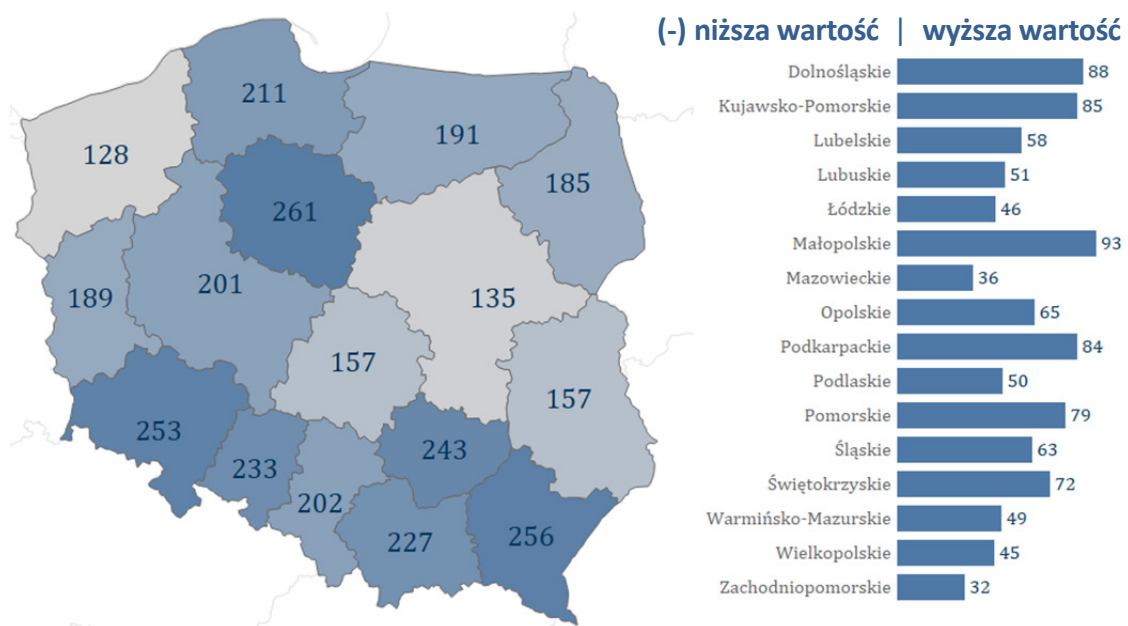 (-) niższa wartość | wyższa wartość
211
191
128
185
261
201
189
135
157
157
253
243
233
202
227
256
Dolnośląskie 88
Kujawsko-Pomorskie 85
Lubelskie 58
Lubuskie 51
Łódzkie 46
Małopolskie 93
Mazowieckie 36
Opolskie 65
Podkarpackie 84
Podlaskie 50
Pomorskie 79
Śląskie 63
Świętokrzyskie 72
Warmińsko-Mazurskie 49
Wielkopolskie 45
Zachodniopomorskie 32